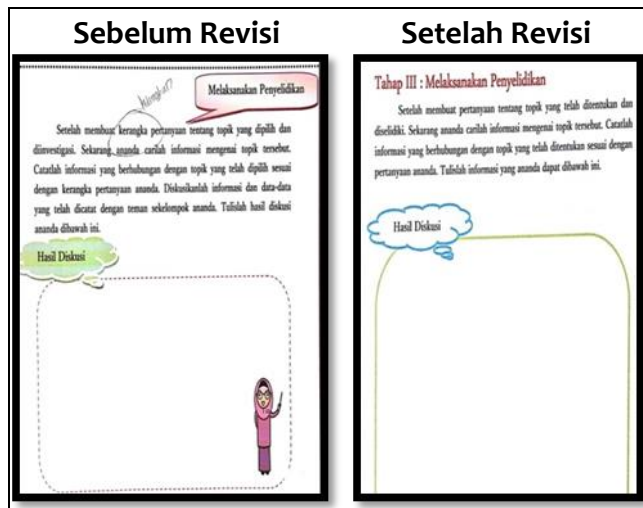 Sebelum Revisi
Melaksanakan Penyelidikan
Setelah membuat kerangka pertanyaan tentang topik yang dipilih dan
diinvestigasi. Sekarang ananda carilah informasi mengenai topik tersebut.
Catatlah informasi yang berhubungan dengan topik yang telah dipilih sesuai
dengan kerangka pertanyaan ananda. Diskusikanlah informasi dan data-data
yang telah dicatat dengan teman sekelompok ananda. Tulislah hasil diskusi
ananda dibawah ini.
Hasil Diskusi
Setelah Revisi
Tahap III : Melaksanakan Penyelidikan
Setelah membuat pertanyaan tentang topik yang telah ditentukan dan
diselidiki. Sekarang ananda carilah informasi mengenai topik tersebut. Catatlah
informasi yang berhubungan dengan topik yang telah ditentukan sesuai dengan
pertanyaan ananda. Tulislah informasi yang ananda dapat dibawah ini.
Hasil Diskusi